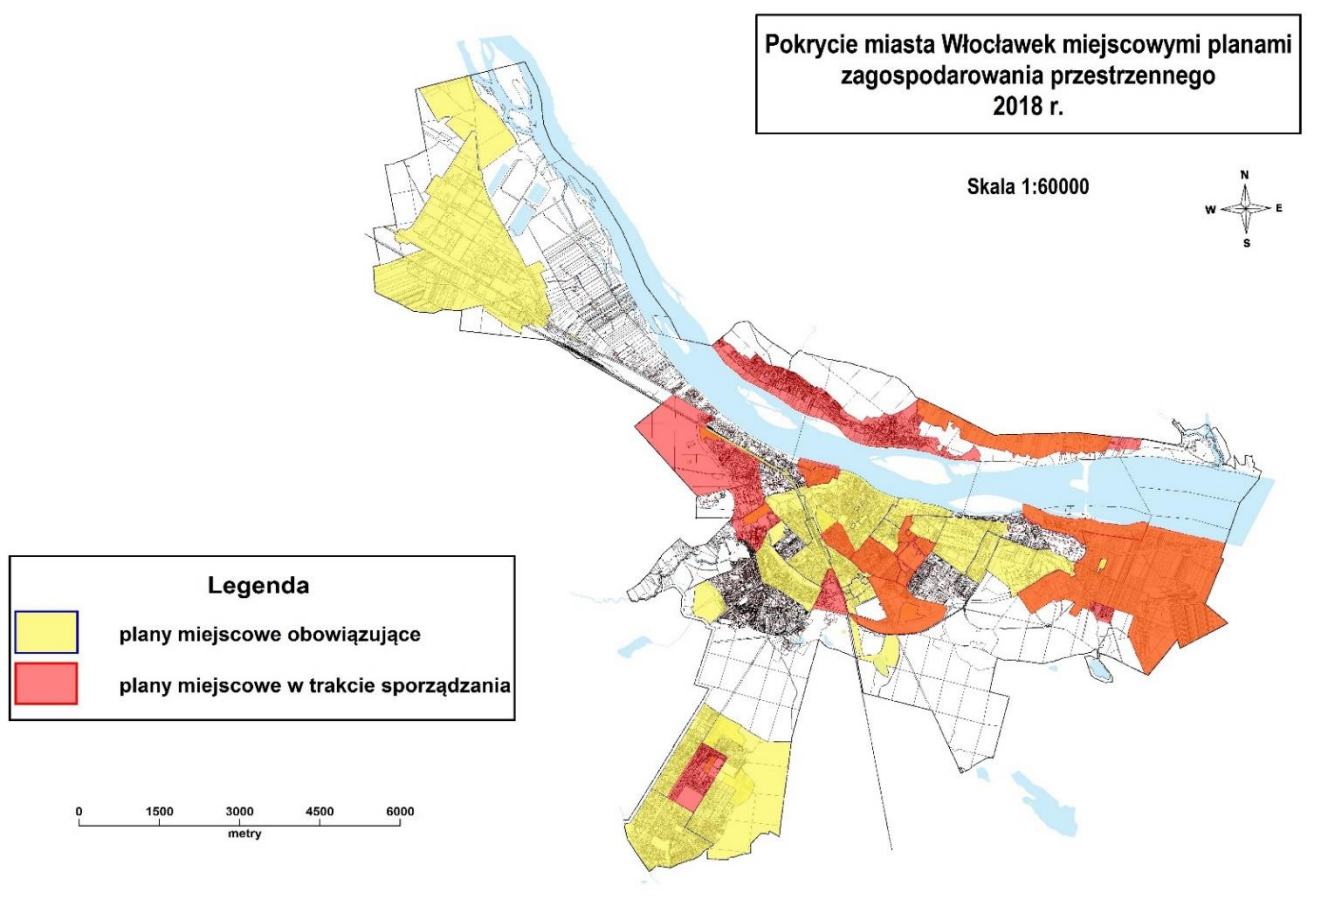 Pokrycie miasta Włocławek miejscowymi planami
zagospodarowania przestrzennego
2018 r.
Skala 1:60000
N
W E
S
Legenda
plany miejscowe obowiązujące
plany miejscowe w trakcie sporządzania
0 1500 3000 4500 6000
metry